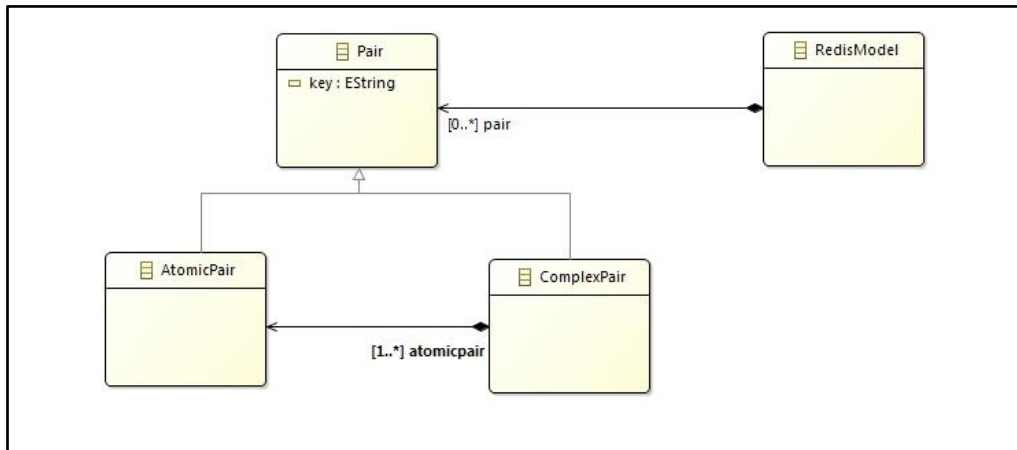 Pair
RedisModel
key : EString
[0..*] pair
AtomicPair
ComplexPair
[1..*] atomicpair